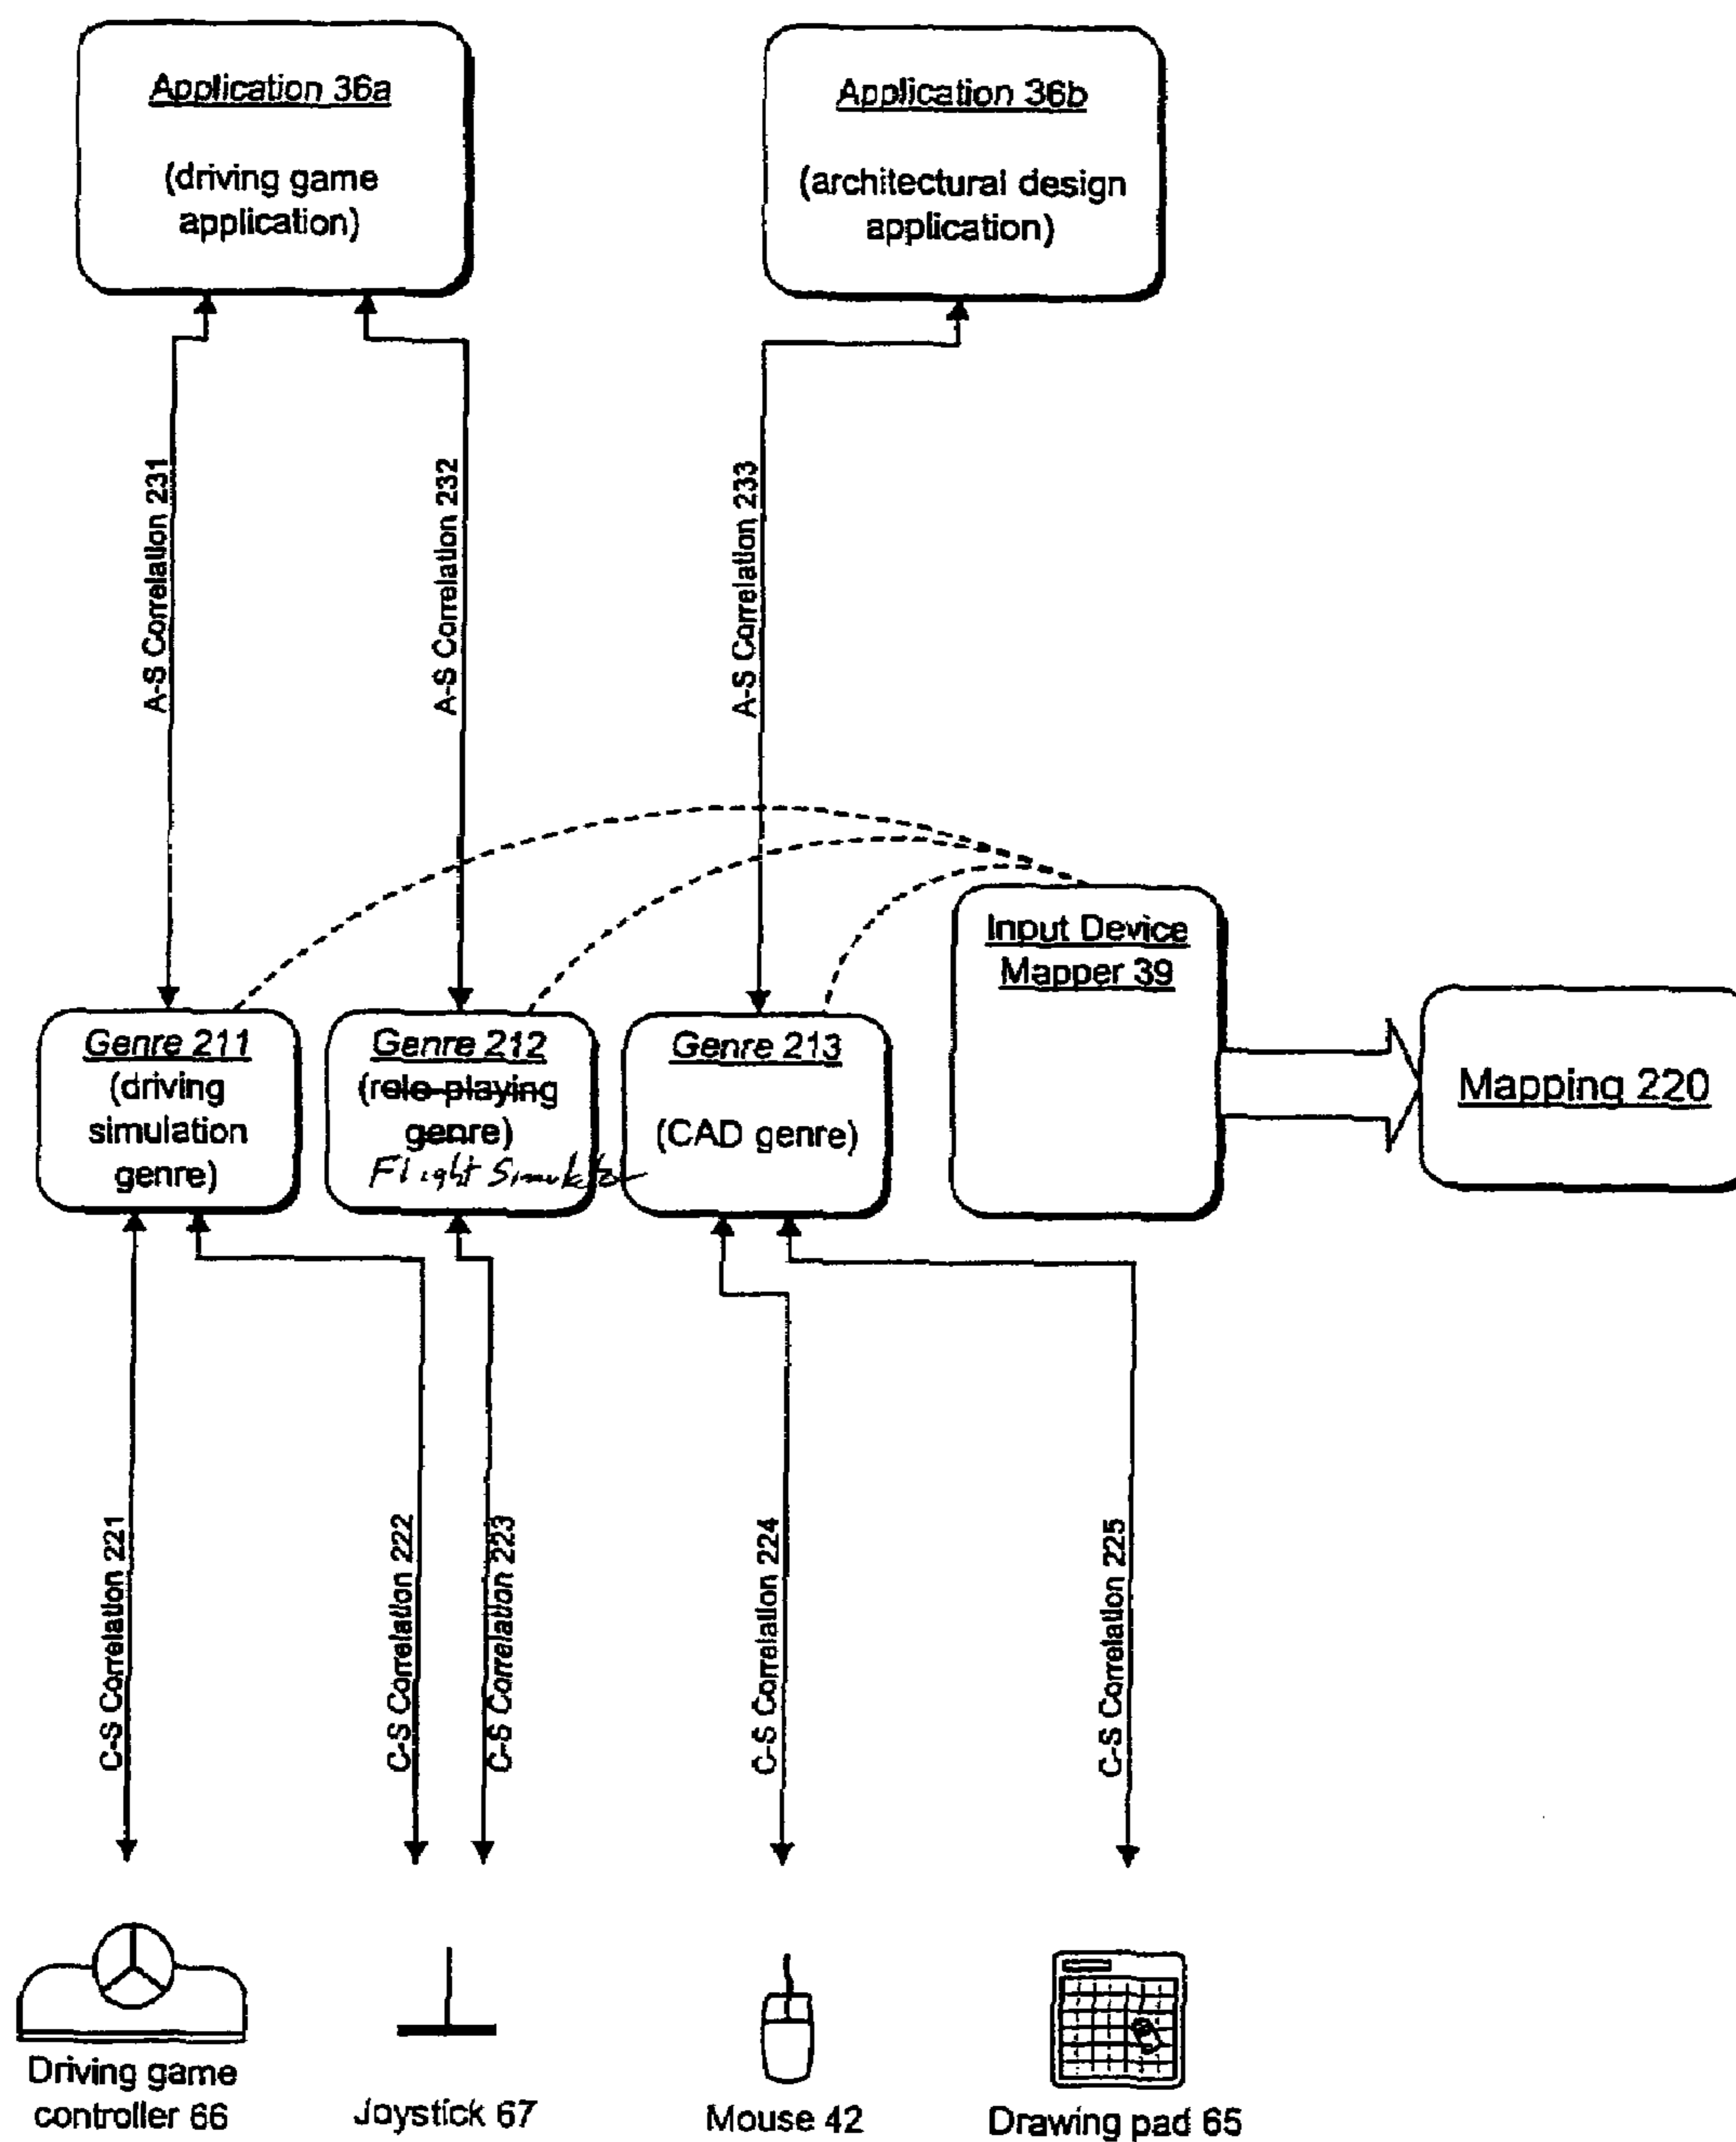 Application 36a
(driving game
application)
Application 36b
(architectural design
application)
A-S Correlation 231
A-S Correlation 232
A-S Correlation 233
Input Device
Mapper 39
Mapping 220
Genre 211
(driving
simulation
genre)
Genre 212
(role-playing
genre)
Flight Simulator
Genre 213
(CAD genre)
C-S Correlation 221
C-S Correlation 222
C-S Correlation 223
C-S Correlation 224
C-S Correlation 225
Driving game
controller 66
Joystick 67
Mouse 42
Drawing pad 65